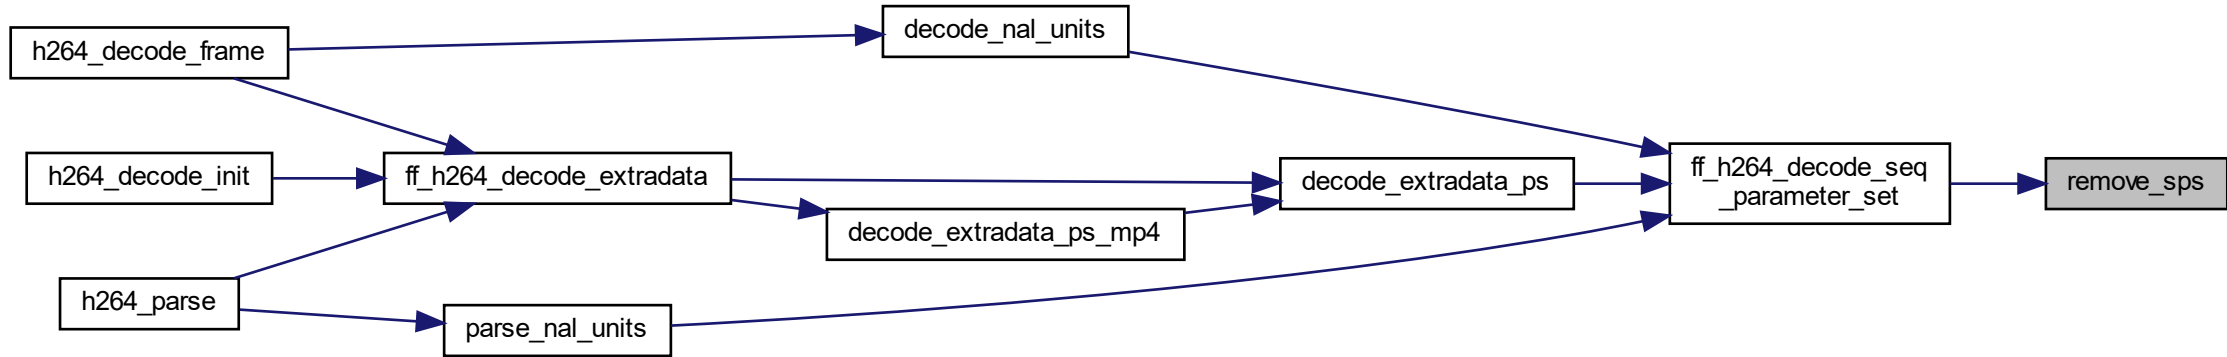 h264_decode_frame
decode_nal_units
h264_decode_init
ff_h264_decode_extradata
decode_extradata_ps
ff_h264_decode_seq
_parameter_set
remove_sps
decode_extradata_ps_mp4
h264_parse
parse_nal_units